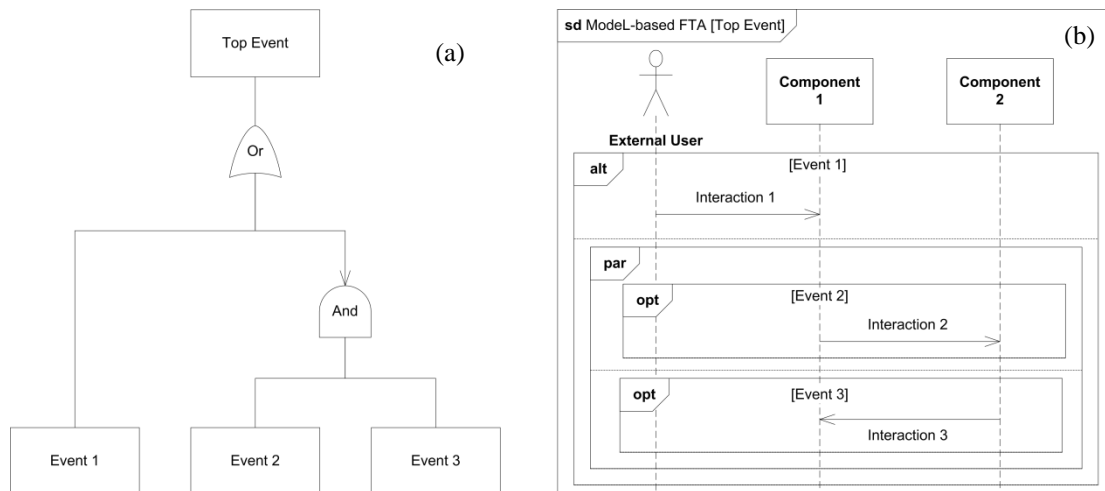 Top Event
(a)
Or
And
Event 1
Event 2
Event 3
sd ModeL-based FTA [Top Event]
(b)
Component
1
Component
2
External User
alt
[Event 1]
Interaction 1
par
opt
[Event 2]
Interaction 2
opt
[Event 3]
Interaction 3